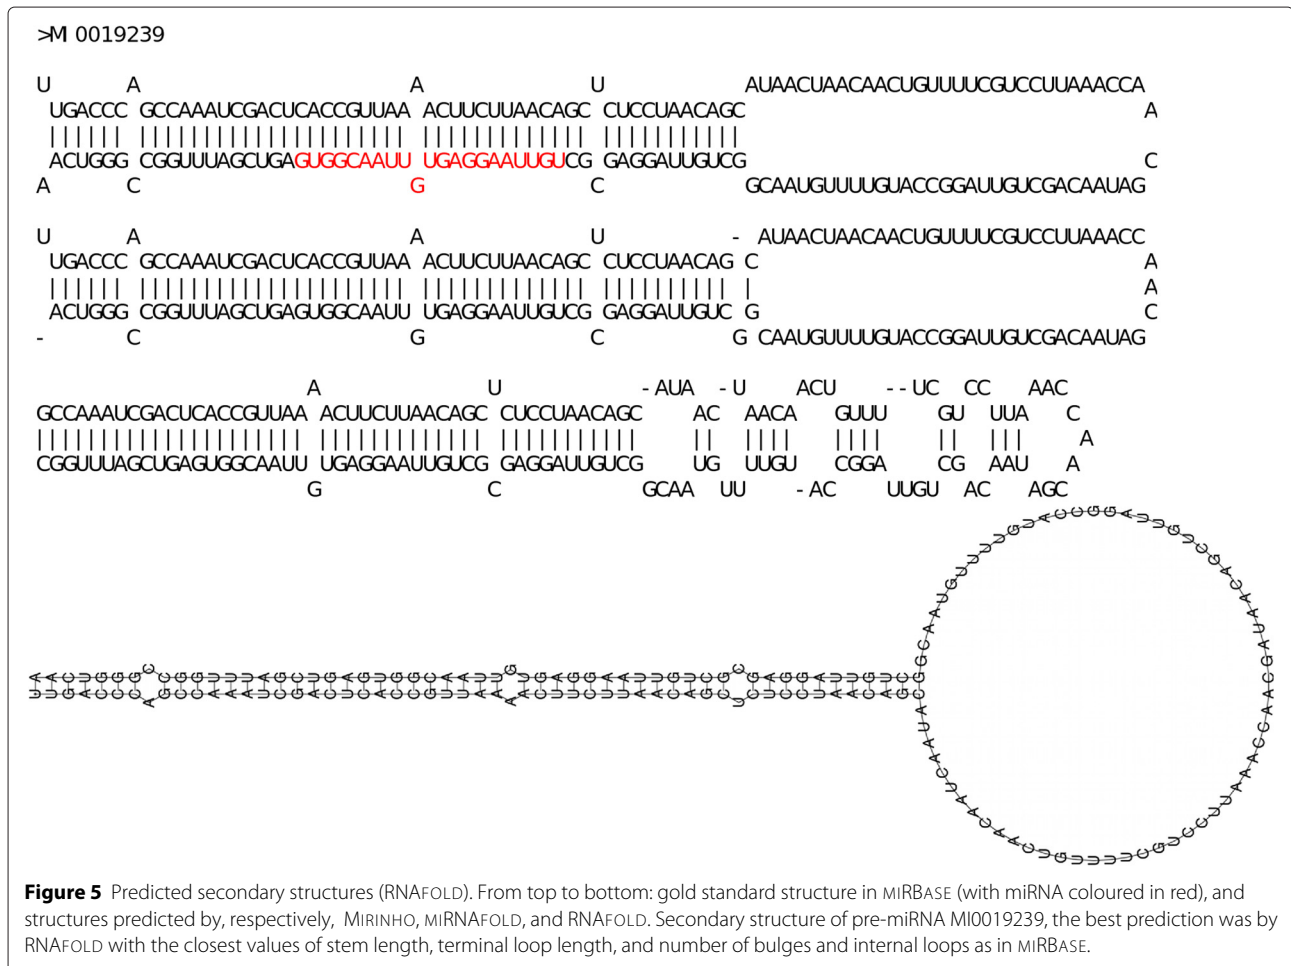 >MI0019239
U A A U AUAACUAACAACUGUUUUCGUCCUUAAACCA
UGACCC GCCAAAUCGACUCACCGUUAA ACUUCUUAACAGC CUCCUAACAGC A
ACUGGG CGGUUUAGCUGAGUGGCAAUU UGAGGAAUUGUCG GAGGAUUGUCG C
A C G C GCAAUGUUUUGUACCGGAUUGUCGACAAUAG
U A A U - AUAACUAACAACUGUUUUCGUCCUUAAACC
UGACCC GCCAAAUCGACUCACCGUUAA ACUUCUUAACAGC CUCCUAACAG C A
A
ACUGGG CGGUUUAGCUGAGUGGCAAUU UGAGGAAUUGUCG GAGGAUUGUC G C
- C G C G CAAUGUUUUGUACCGGAUUGUCGACAAUAG
A U -AUA -U ACU --UC CC AAC
GCCAAAUCGACUCACCGUUAA ACUUCUUAACAGC CUCCUAACAGC AC AACA GUUU GU UUA C
A
CGGUUUAGCUGAGUGGCAAUU UGAGGAAUUGUCG GAGGAUUGUCG UG UUGU CGGA CG AAU A
G C GCAA UU -AC UUGU AC AGC
Figure 5 Predicted secondary structures (RNAFOLD). From top to bottom: gold standard structure in MIRBASE (with miRNA coloured in red), and
structures predicted by, respectively, MIRINHO, MIRNAFOLD, and RNAFOLD. Secondary structure of pre-miRNA MI0019239, the best prediction was by
RNAFOLD with the closest values of stem length, terminal loop length, and number of bulges and internal loops as in MIRBASE.